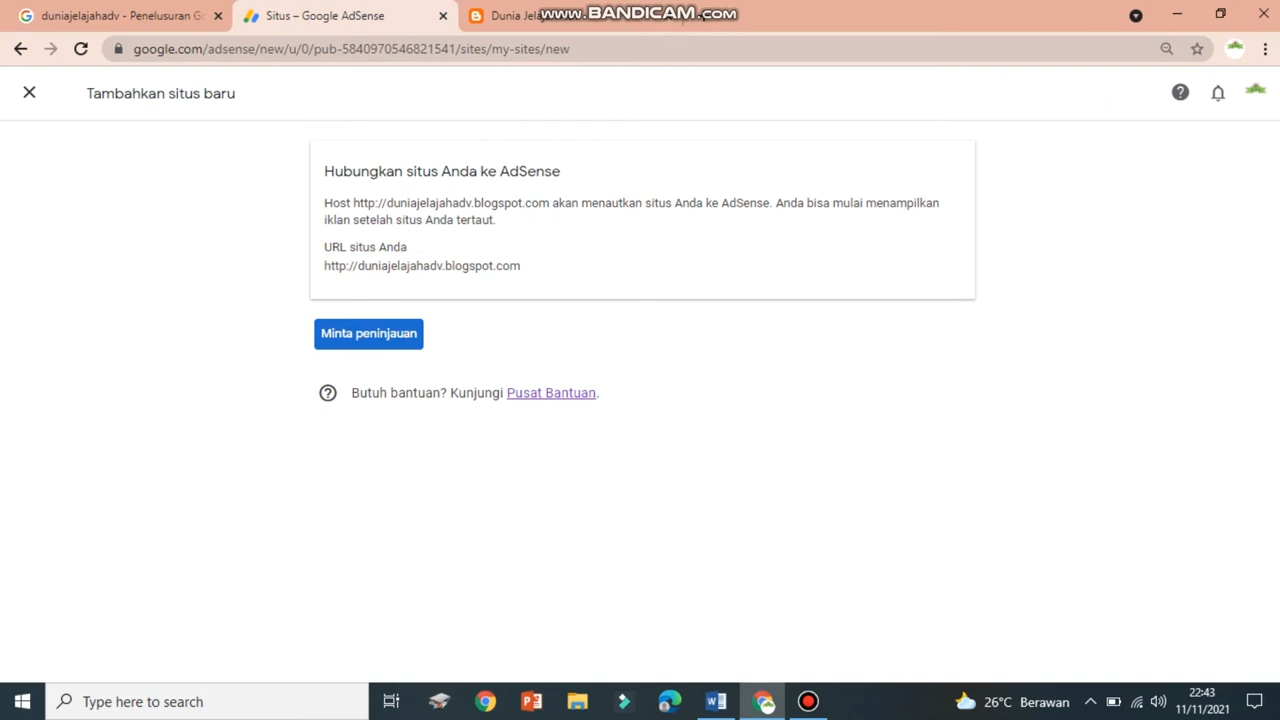 duniajelajahadv - Penelusuran Go
Situs – Google AdSense
Dunia Jela
www.BANDICAM.com
google.com/adsense/new/u/0/pub-5840970546821541/sites/my-sites/new
Tambahkan situs baru
Hubungkan situs Anda ke AdSense
Host http://duniajelajahadv.blogspot.com akan menautkan situs Anda ke AdSense. Anda bisa mulai menampilkan
iklan setelah situs Anda tertaut.
URL situs Anda
http://duniajelajahadv.blogspot.com
Minta peninjauan
Butuh bantuan? Kunjungi Pusat Bantuan.
Type here to search
26°C Berawan
22:43
11/11/2021